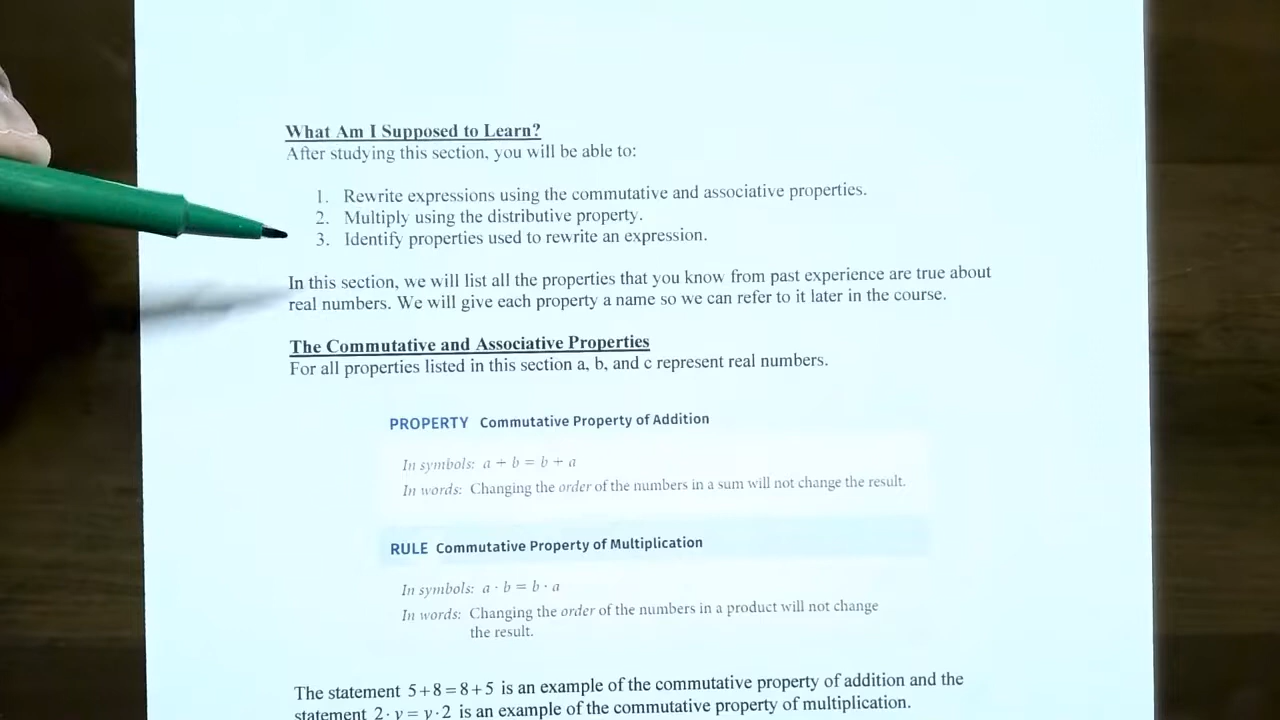 What Am I Supposed to Learn?
After studying this section, you will be able to:
1. Rewrite expressions using the commutative and associative properties.
2. Multiply using the distributive property.
3. Identify properties used to rewrite an expression.
In this section, we will list all the properties that you know from past experience are true about
real numbers. We will give each property a name so we can refer to it later in the course.
The Commutative and Associative Properties
For all properties listed in this section a, b, and c represent real numbers.
PROPERTY Commutative Property of Addition
In symbols: a + b = b + a
In words: Changing the order of the numbers in a sum will not change the result.
RULE Commutative Property of Multiplication
In symbols: a · b = b · a
In words: Changing the order of the numbers in a product will not change
the result.
The statement 5+8=8+5 is an example of the commutative property of addition and the
statement 2·y=y·2 is an example of the commutative property of multiplication.